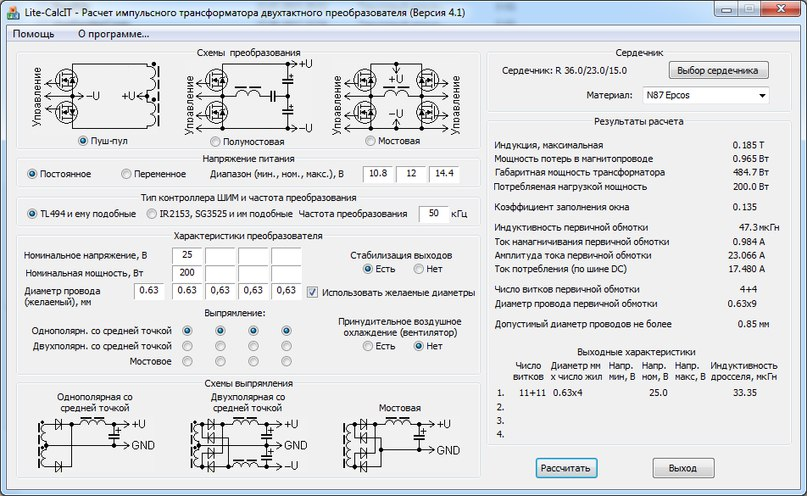 Lite-CalcIT - Расчет импульсного трансформатора двухтактного преобразователя (Версия 4.1)
Помощь О программе...
Схемы преобразования
Управление -U +U Управление +U -U Управление +U -U Управление
Пуш-пул Полумостовая Мостовая
Напряжение питания
Постоянное Переменное Диапазон (мин., ном., макс.), В 10.8 12 14.4
Тип контроллера ШИМ и частота преобразования
TL494 и ему подобные IR2153, SG3525 и им подобные Частота преобразования 50 кГц
Характеристики преобразователя
Номинальное напряжение, В 25
Номинальная мощность, Вт 200
Диаметр провода (желаемый), мм 0.63 0.63 0,63 0,63 0,63
Стабилизация выходов
Есть Нет
Использовать желаемые диаметры
Выпрямление:
Однополярн. со средней точкой
Двухполярн. со средней точкой
Мостовое
Принудительное воздушное
охлаждение (вентилятор)
Есть Нет
Схемы выпрямления
Однополярная со
средней точкой
+U
GND
Двухполярная со
средней точкой
+U
GND
-U
Мостовая
+U
GND
Сердечник
Сердечник: R 36.0/23.0/15.0 Выбор сердечника
Материал: N87 Epcos
Результаты расчета
Индукция, максимальная 0.185 Т
Мощность потерь в магнитопроводе 0.965 Вт
Габаритная мощность трансформатора 484.7 Вт
Потребляемая нагрузкой мощность 200.0 Вт
Коэффициент заполнения окна 0.135
Индуктивность первичной обмотки 47.3 мкГн
Ток намагничивания первичной обмотки 0.984 А
Амплитуда тока первичной обмотки 23.066 А
Ток потребления (по шине DC) 17.480 А
Число витков первичной обмотки 4+4
Диаметр провода первичной обмотки 0.63x9
Допустимый диаметр проводов не более 0.85 мм
Выходные характеристики
Число Диаметр мм Напр. Напр. Напр. Индуктивность
витков х число жил мин, В ном, В макс, В дросселя, мкГн
1. 11+11 0.63x4 25.0 33.35
2.
3.
4.
Рассчитать Выход